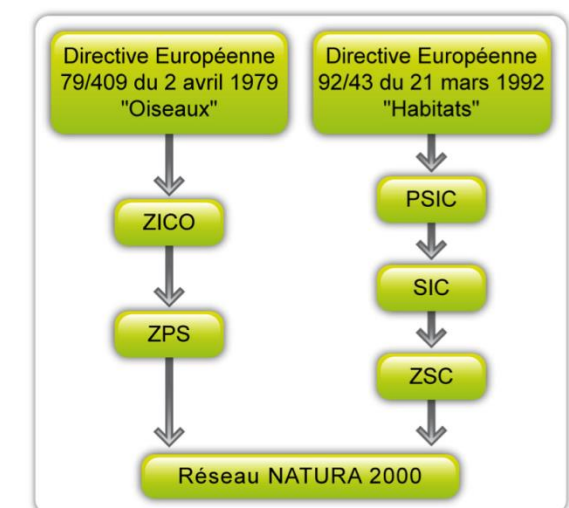 Directive Européenne
79/409 du 2 avril 1979
"Oiseaux"
ZICO
ZPS
Directive Européenne
92/43 du 21 mars 1992
"Habitats"
PSIC
SIC
ZSC
Réseau NATURA 2000